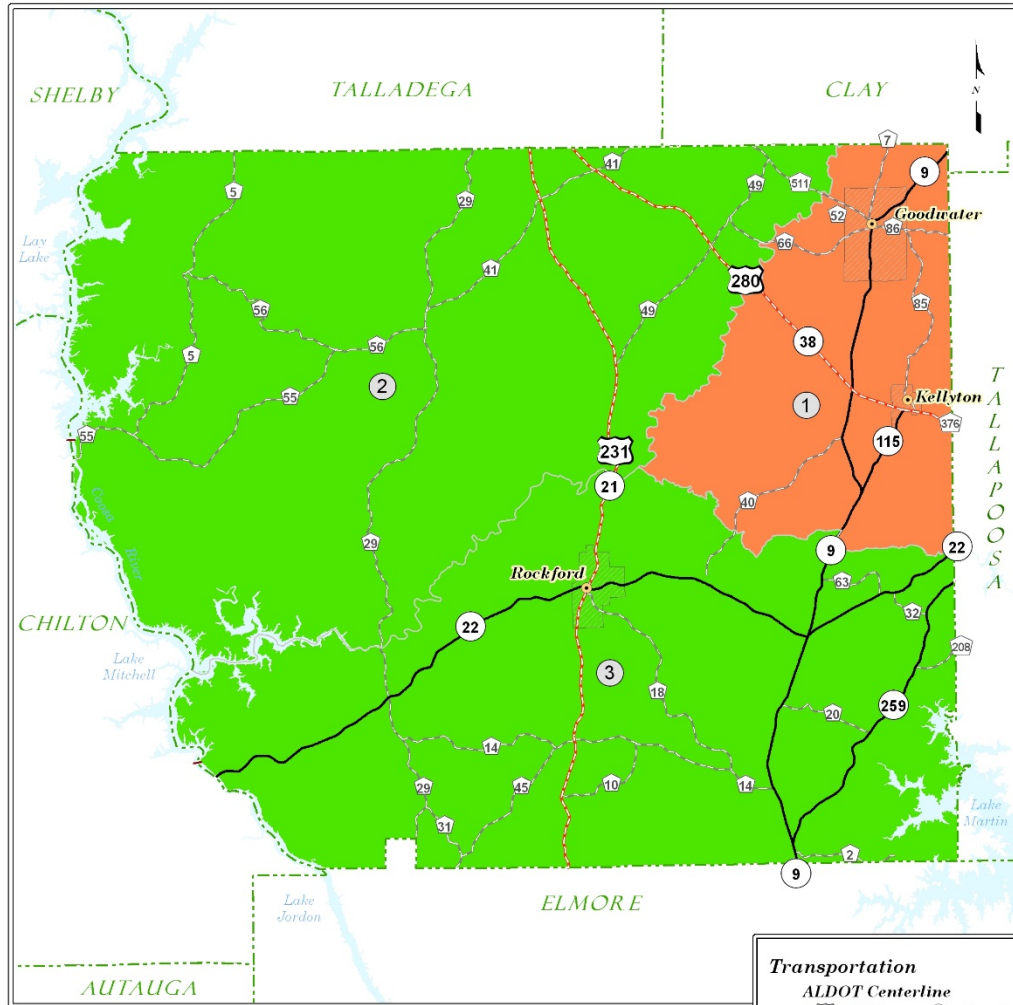 SHELBY
TALLADEGA
CLAY
N
7
9
41
5
29
49
511
52
Goodwater
86
66
Lay
Lake
41
280
85
49
56
38
5
56
2
55
1
Kellyton
TALLAPOOSA
376
55
231
115
21
40
Coosa River
29
9
22
Rockford
63
32
22
CHILTON
208
Lake
Mitchell
3
18
259
20
14
29
45
10
14
31
Lake
Martin
2
9
Lake
Jordon
ELMORE
Transportation
ALDOT Centerline
AUTAUGA